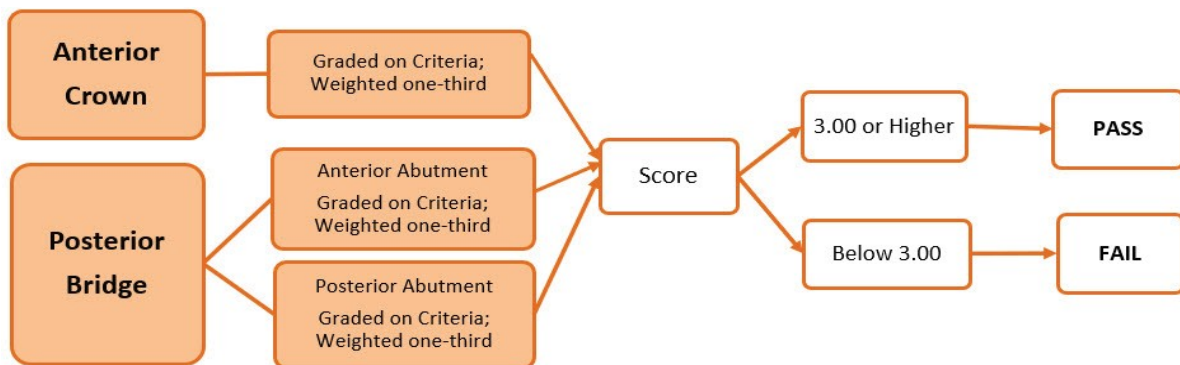 Anterior
Crown
Graded on Criteria;
Weighted one-third
Posterior
Bridge
Anterior Abutment
Graded on Criteria;
Weighted one-third
Posterior Abutment
Graded on Criteria;
Weighted one-third
Score
3.00 or Higher
PASS
Below 3.00
FAIL